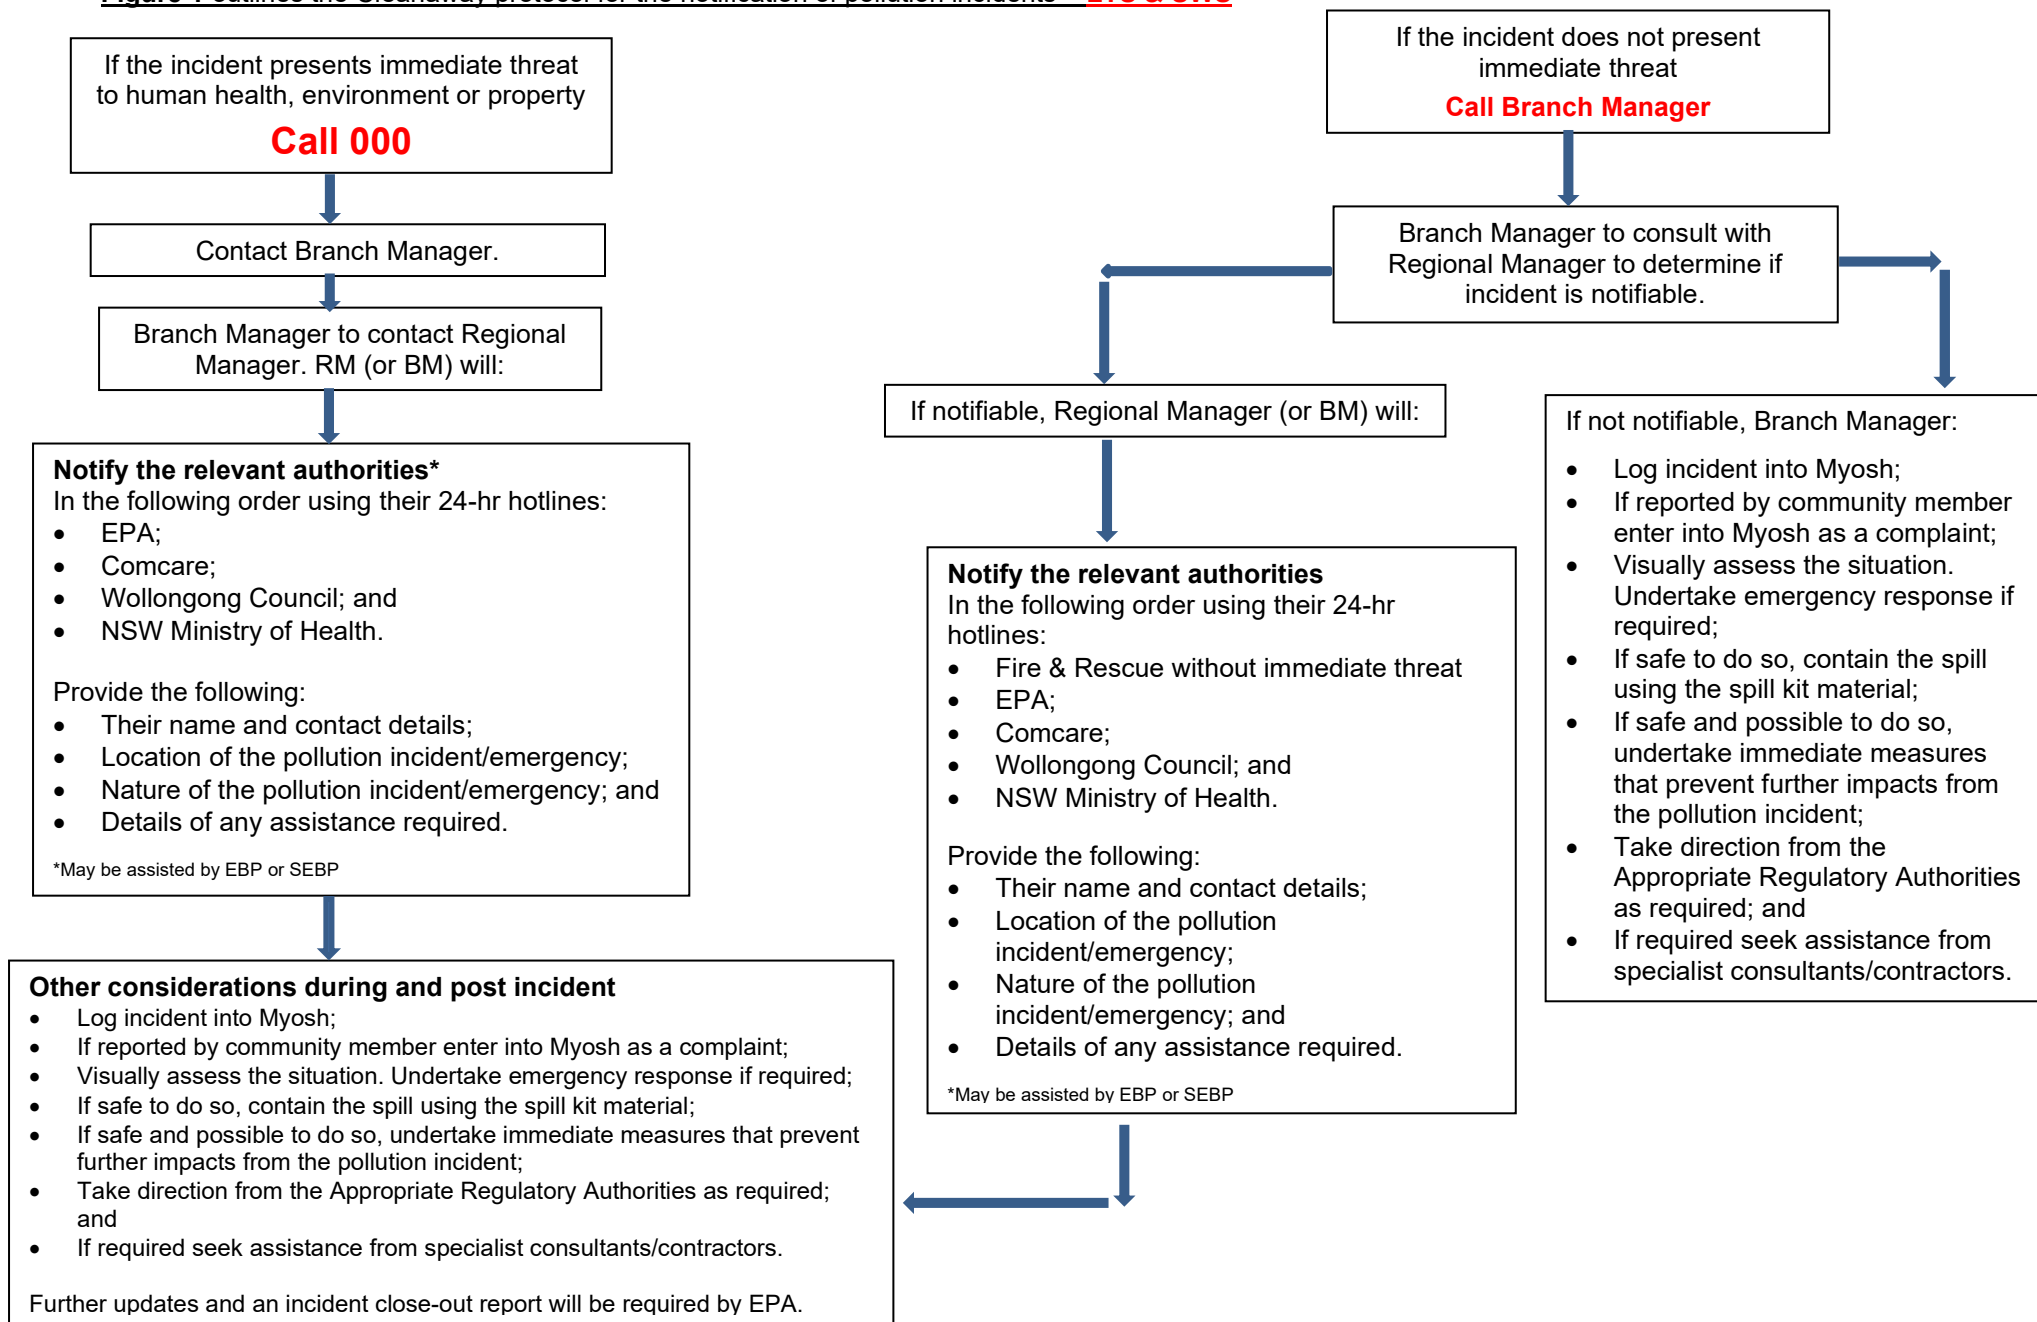 outlines the Cleanaway protocol for the notification of pollution incidents
If the incident presents immediate threat
to human health, environment or property
Call 000
Contact Branch Manager.
Branch Manager to contact Regional
Manager. RM (or BM) will:
Notify the relevant authorities*
In the following order using their 24-hr hotlines:
• EPA;
• Comcare;
• Wollongong Council; and
• NSW Ministry of Health.
Provide the following:
• Their name and contact details;
• Location of the pollution incident/emergency;
• Nature of the pollution incident/emergency; and
• Details of any assistance required.
*May be assisted by EBP or SEBP
Other considerations during and post incident
• Log incident into Myosh;
• If reported by community member enter into Myosh as a complaint;
• Visually assess the situation. Undertake emergency response if required;
• If safe to do so, contain the spill using the spill kit material;
• If safe and possible to do so, undertake immediate measures that prevent
further impacts from the pollution incident;
• Take direction from the Appropriate Regulatory Authorities as required;
and
• If required seek assistance from specialist consultants/contractors.
Further updates and an incident close-out report will be required by EPA.
If the incident does not present
immediate threat
Call Branch Manager
Branch Manager to consult with
Regional Manager to determine if
incident is notifiable.
If notifiable, Regional Manager (or BM) will:
Notify the relevant authorities
In the following order using their 24-hr
hotlines:
• Fire & Rescue without immediate threat
• EPA;
• Comcare;
• Wollongong Council; and
• NSW Ministry of Health.
Provide the following:
• Their name and contact details;
• Location of the pollution
incident/emergency;
• Nature of the pollution
incident/emergency; and
• Details of any assistance required.
*May be assisted by EBP or SEBP
If not notifiable, Branch Manager:
• Log incident into Myosh;
• If reported by community member
enter into Myosh as a complaint;
• Visually assess the situation.
Undertake emergency response if
required;
• If safe to do so, contain the spill
using the spill kit material;
• If safe and possible to do so,
undertake immediate measures
that prevent further impacts from
the pollution incident;
• Take direction from the
Appropriate Regulatory Authorities
as required; and
• If required seek assistance from
specialist consultants/contractors.